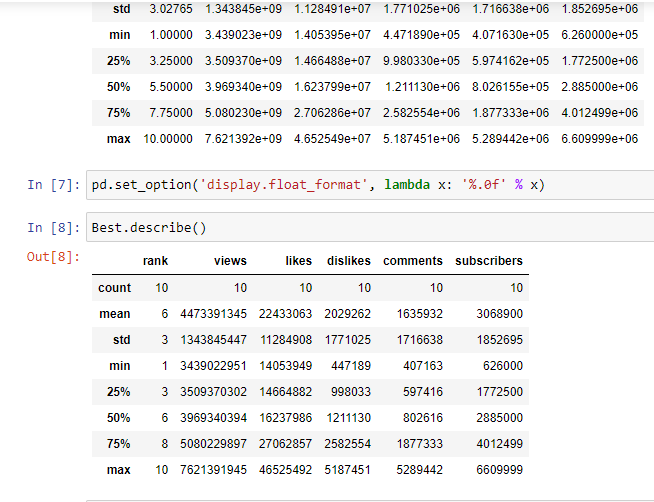 std 3.02765 1.343845e+09 1.128491e+07 1.771025e+06 1.716638e+06 1.852695e+06
min 1.00000 3.439023e+09 1.405395e+07 4.471890e+05 4.071630e+05 6.260000e+05
25% 3.25000 3.509370e+09 1.466488e+07 9.980330e+05 5.974162e+05 1.772500e+06
50% 5.50000 3.969340e+09 1.623799e+07 1.211130e+06 8.026155e+05 2.885000e+06
75% 7.75000 5.080230e+09 2.706286e+07 2.582554e+06 1.877333e+06 4.012499e+06
max 10.00000 7.621392e+09 4.652549e+07 5.187451e+06 5.289442e+06 6.609999e+06
In [7]: pd.set_option('display.float_format', lambda x: '%.0f' % x)
In [8]: Best.describe()
Out[8]:
rank views likes dislikes comments subscribers
count 10 10 10 10 10 10
mean 6 4473391345 22433063 2029262 1635932 3068900
std 3 1343845447 11284908 1771025 1716638 1852695
min 1 3439022951 14053949 447189 407163 626000
25% 3 3509370302 14664882 998033 597416 1772500
50% 6 3969340394 16237986 1211130 802616 2885000
75% 8 5080229897 27062857 2582554 1877333 4012499
max 10 7621391945 46525492 5187451 5289442 6609999